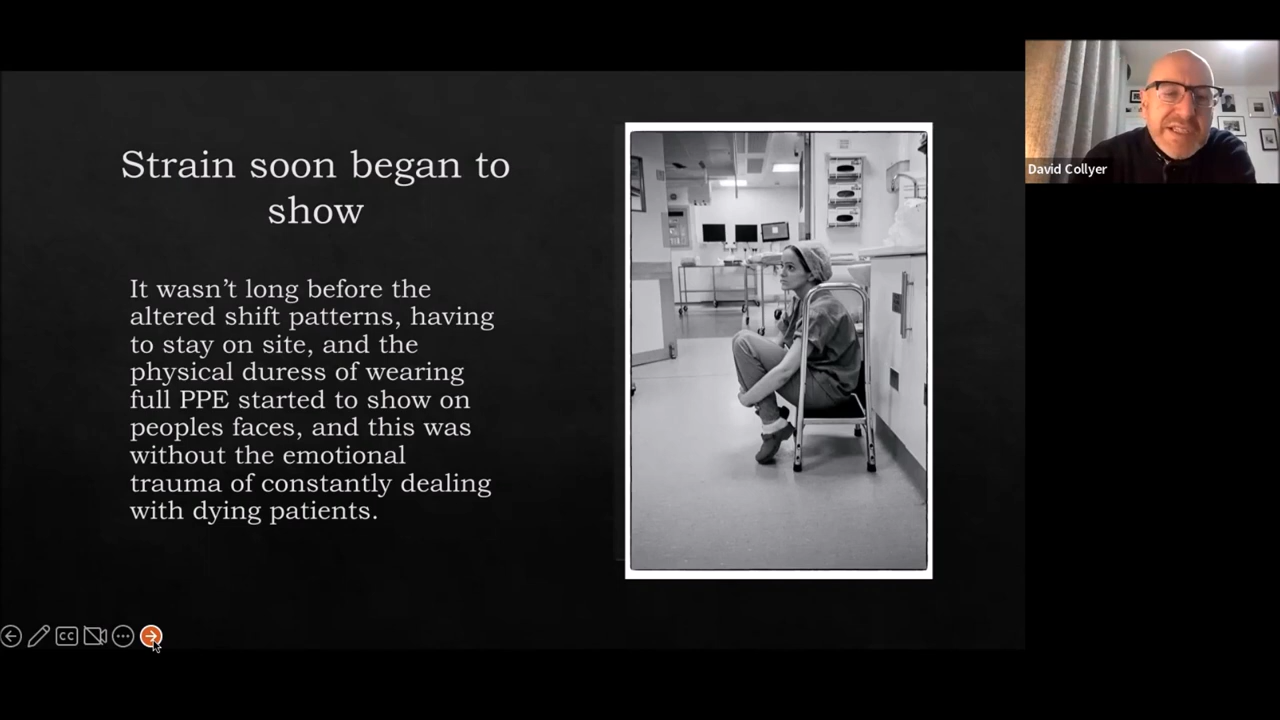 Strain soon began to
show
It wasn’t long before the
altered shift patterns, having
to stay on site, and the
physical duress of wearing
full PPE started to show on
peoples faces, and this was
without the emotional
trauma of constantly dealing
with dying patients.
David Collyer
CC